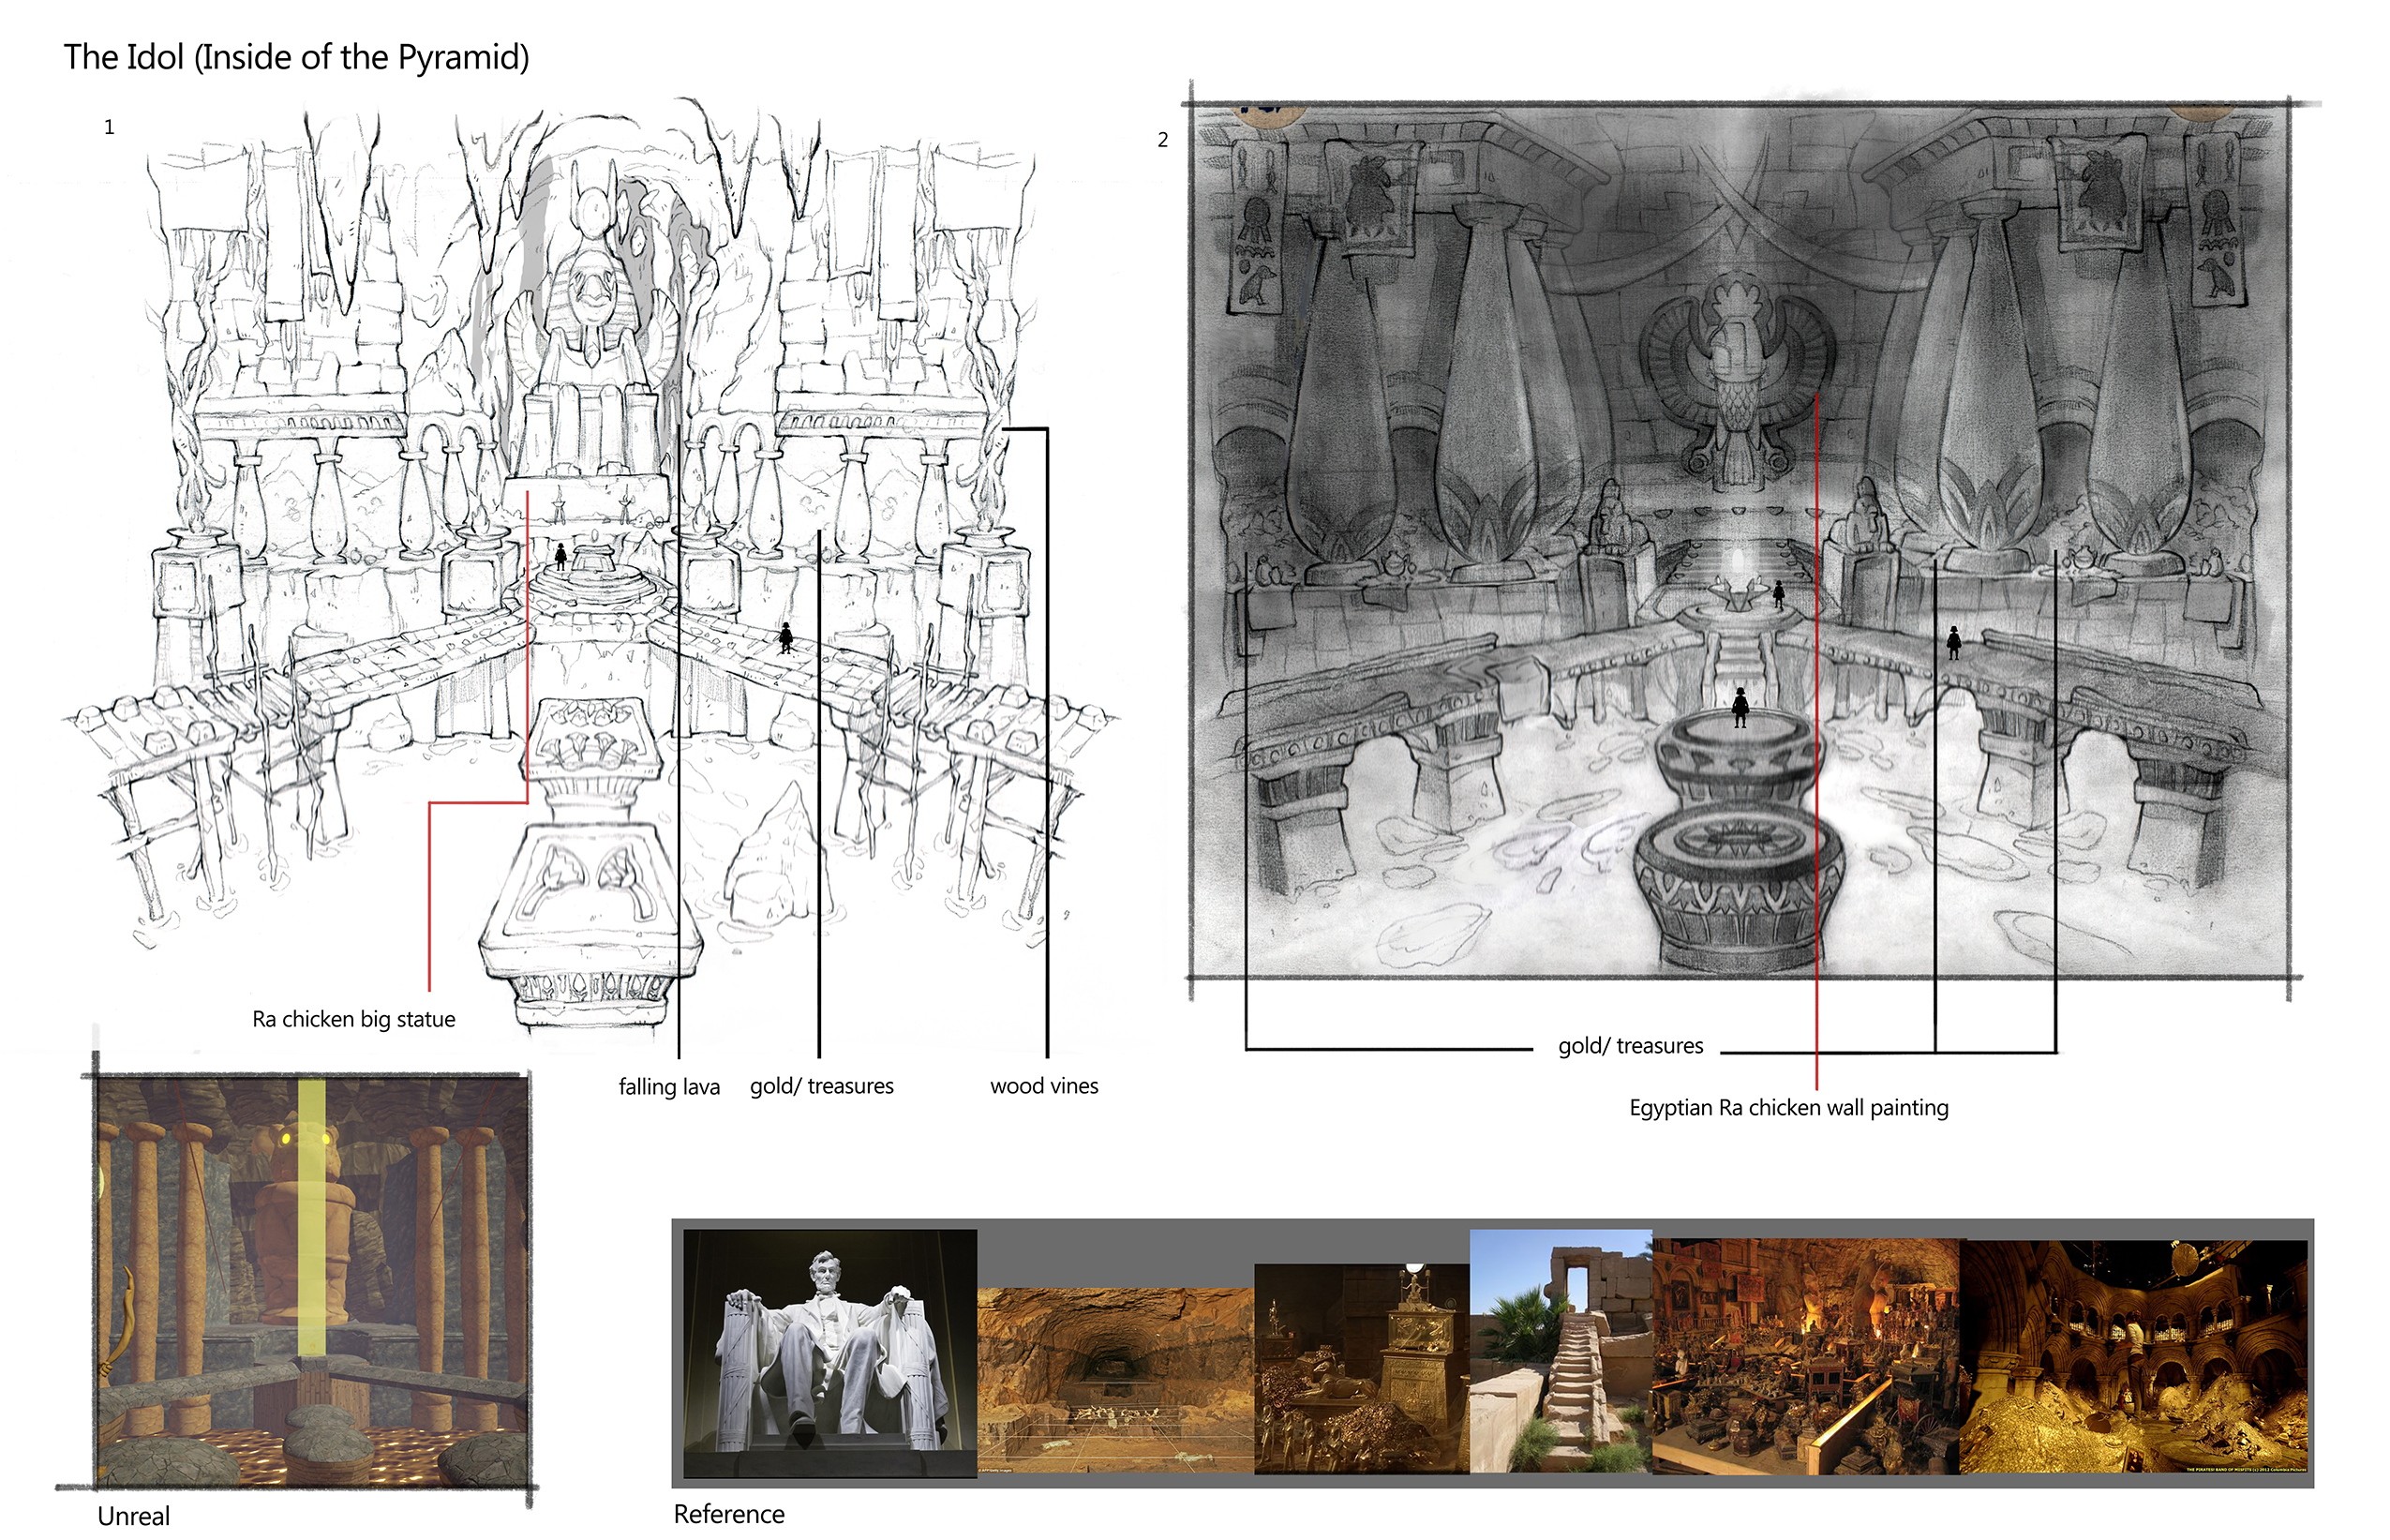 The Idol (Inside of the Pyramid)
1
2
Ra chicken big statue
falling lava
gold/ treasures
wood vines
gold/ treasures
Egyptian Ra chicken wall painting
Unreal
Reference